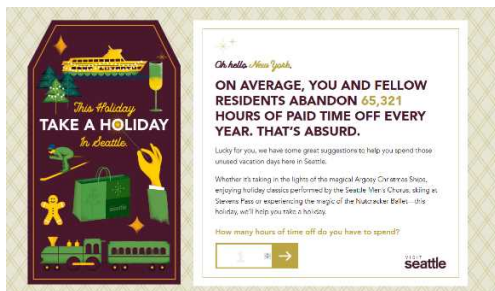 This Holiday
TAKE A HOLIDAY
In Seattle
Oh hello, New York,
ON AVERAGE, YOU AND FELLOW
RESIDENTS ABANDON 65,321
HOURS OF PAID TIME OFF EVERY
YEAR. THAT'S ABSURD.
Lucky for you, we have some great suggestions to help you spend those
unused vacation days here in Seattle.
Whether it's taking in the lights of the magical Argosy Christmas Ships,
enjoying holiday classics performed by the Seattle Men's Chorus, skiing at
Stevens Pass or experiencing the magic of the Nutcracker Ballet—this
holiday, we'll help you take a holiday.
How many hours of time off do you have to spend?
1
VISIT
seattle